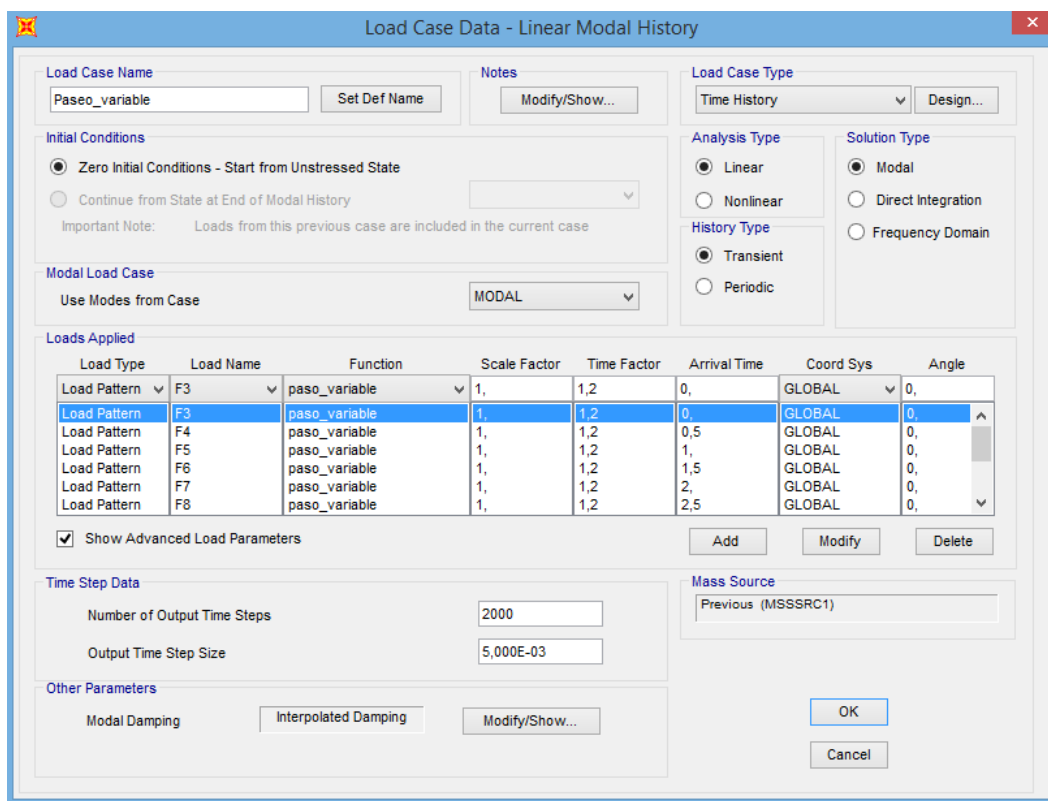 Load Case Data - Linear Modal History
Load Case Name
Paseo_variable
Set Def Name
Notes
Modify/Show...
Load Case Type
Time History
Design...
Initial Conditions
Zero Initial Conditions - Start from Unstressed State
Continue from State at End of Modal History
Important Note: Loads from this previous case are included in the current case
Analysis Type
Linear
Nonlinear
Solution Type
Modal
Direct Integration
Frequency Domain
History Type
Transient
Periodic
Modal Load Case
Use Modes from Case
MODAL
Loads Applied
Load Type Load Name Function Scale Factor Time Factor Arrival Time Coord Sys Angle
Load Pattern F3 paso_variable 1, 1,2 0, GLOBAL 0,
Load Pattern F3 paso_variable 1, 1,2 0, GLOBAL 0,
Load Pattern F4 paso_variable 1, 1,2 0,5 GLOBAL 0,
Load Pattern F5 paso_variable 1, 1,2 1, GLOBAL 0,
Load Pattern F6 paso_variable 1, 1,2 1,5 GLOBAL 0,
Load Pattern F7 paso_variable 1, 1,2 2, GLOBAL 0,
Load Pattern F8 paso_variable 1, 1,2 2,5 GLOBAL 0,
Show Advanced Load Parameters
Add
Modify
Delete
Time Step Data
Number of Output Time Steps 2000
Output Time Step Size 5,000E-03
Mass Source
Previous (MSSSRC1)
Other Parameters
Modal Damping
Interpolated Damping
Modify/Show...
OK
Cancel